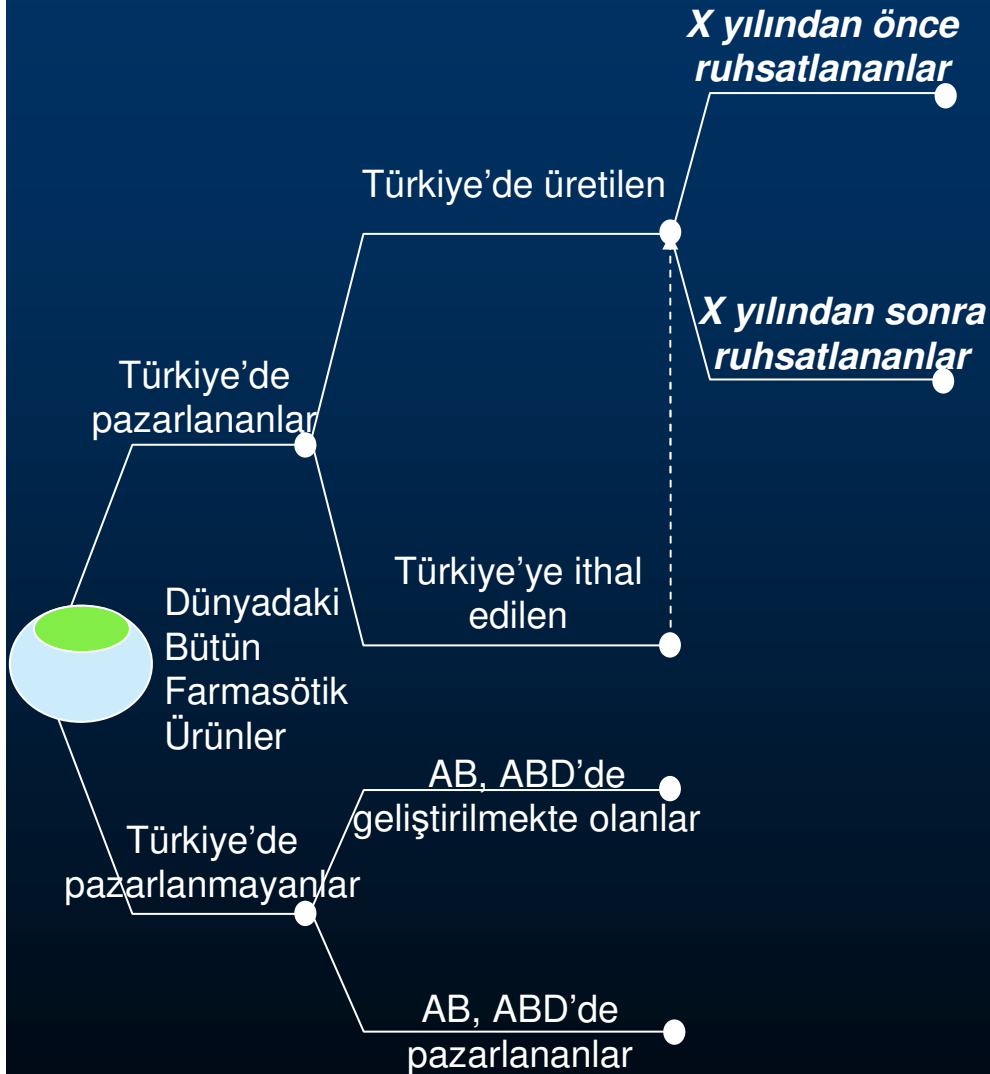 X yılından önce
ruhsatlananlar
Türkiye’de üretilen
X yılından sonra
ruhsatlananlar
Türkiye’de
pazarlananlar
Türkiye’ye ithal
edilen
Dünyadaki
Bütün
Farmasötik
Ürünler
AB, ABD’de
geliştirilmekte olanlar
Türkiye’de
pazarlanmayanlar
AB, ABD’de
pazarlananlar